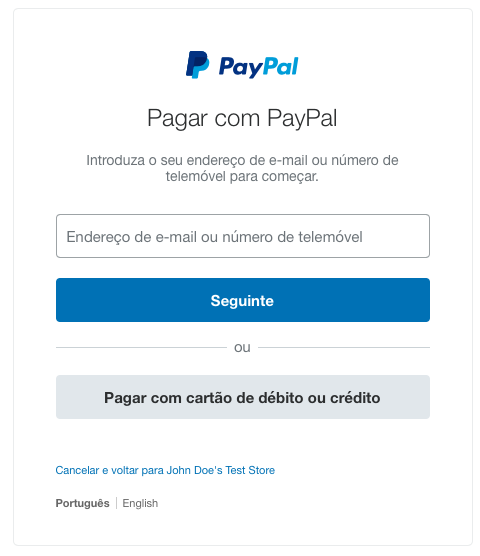 PayPal
Pagar com PayPal
Introduza o seu endereço de e-mail ou número de
telemóvel para começar.
Endereço de e-mail ou número de telemóvel
Seguinte
ou
Pagar com cartão de débito ou crédito
Cancelar e voltar para John Doe's Test Store
Português English